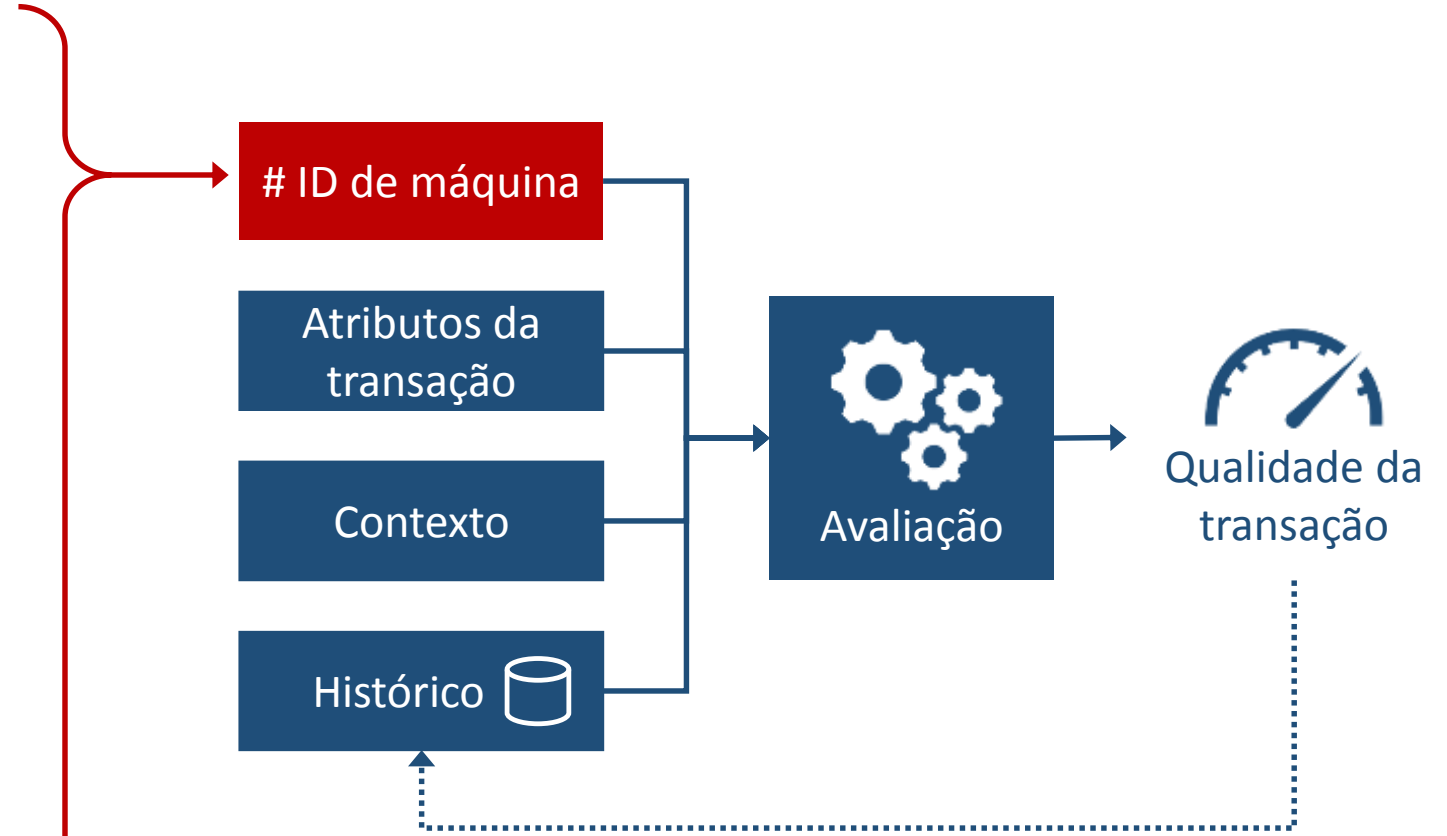 # ID de máquina
Atributos da
transação
Contexto
Histórico
Avaliação
Qualidade da
transação